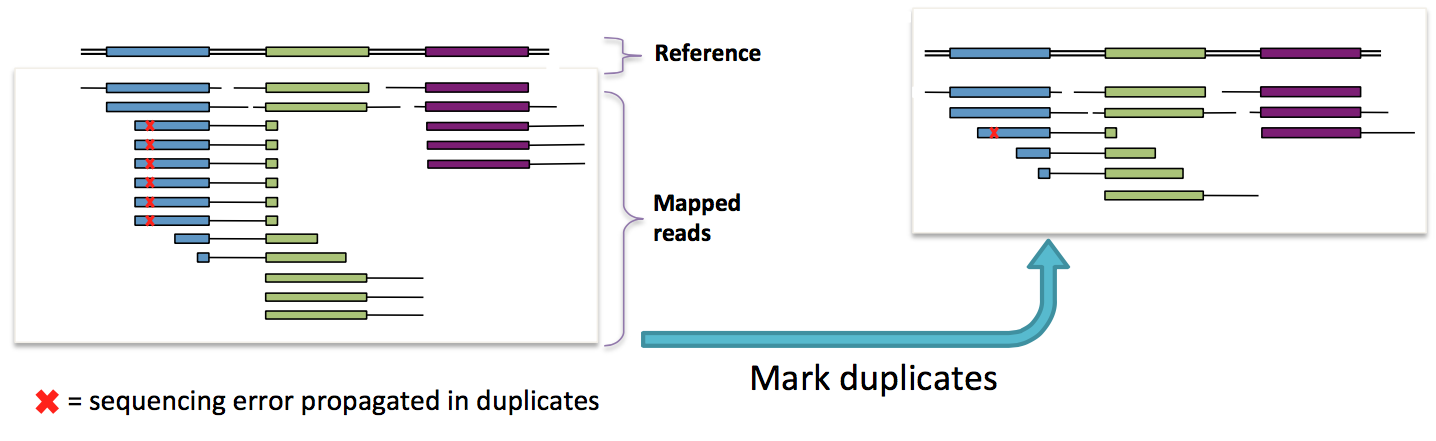 Reference
Mapped
reads
Mark duplicates
= sequencing error propagated in duplicates